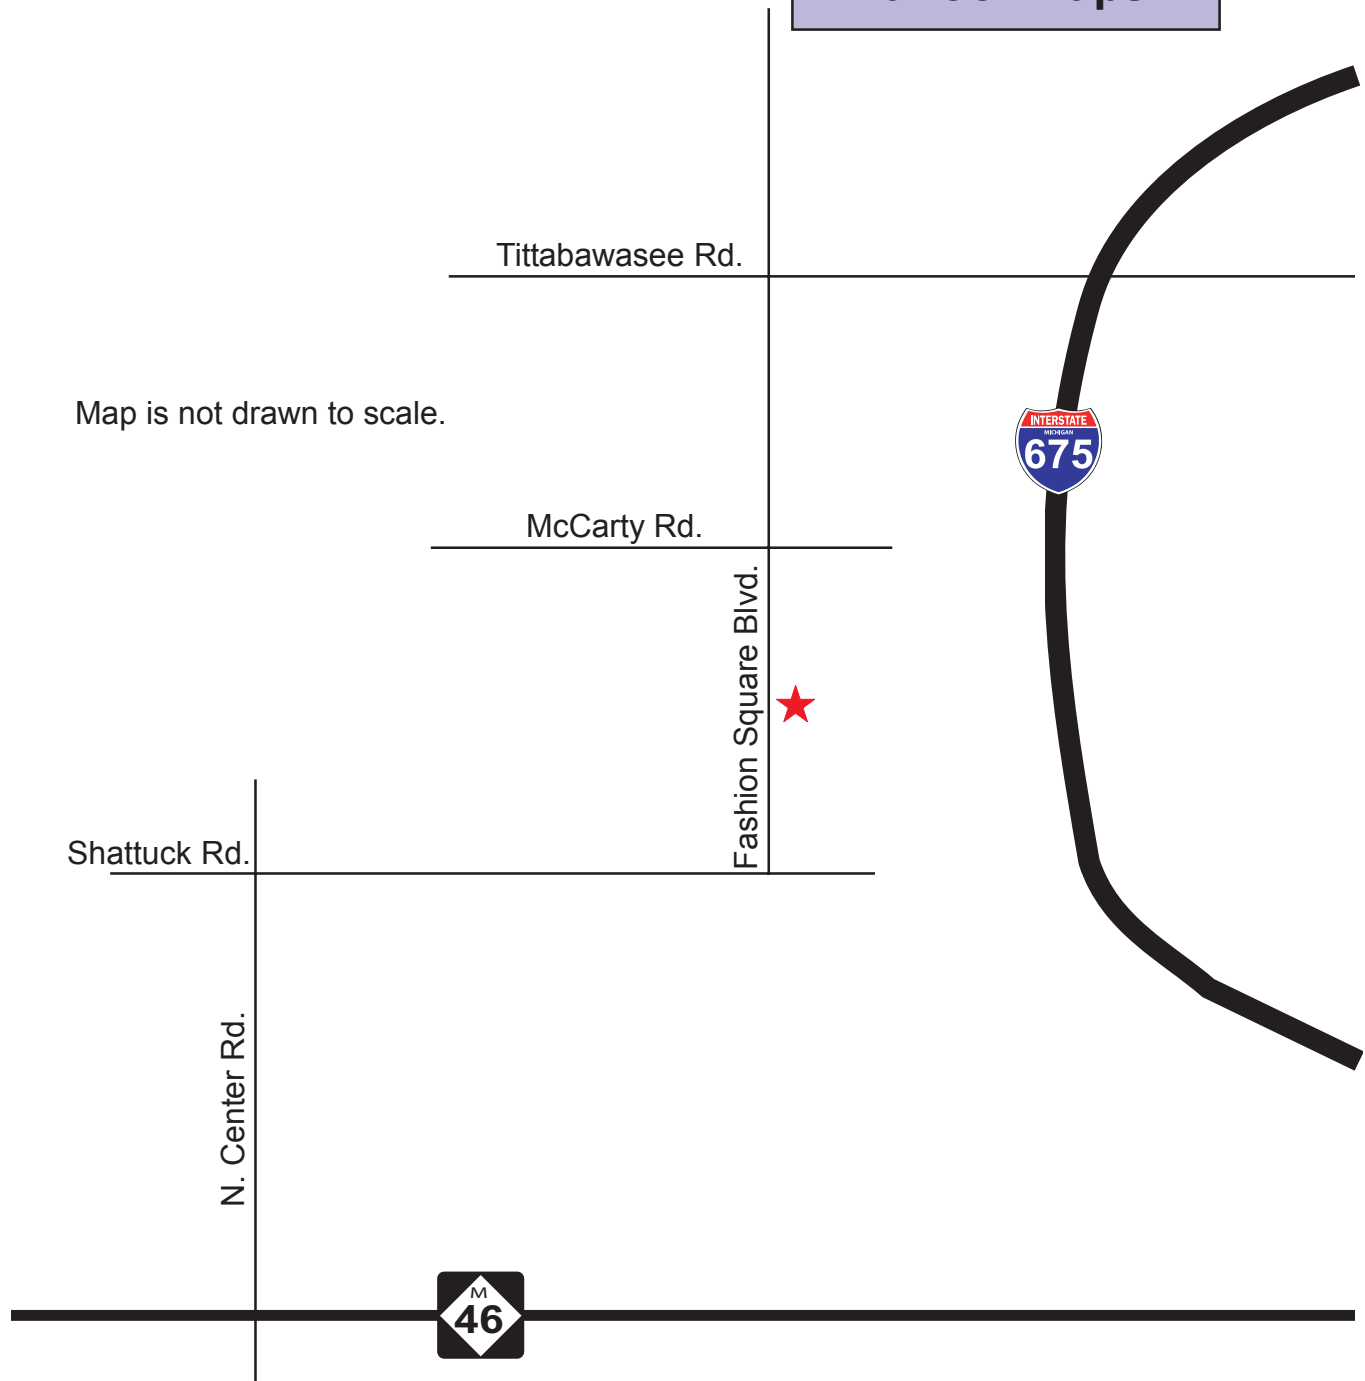 Tittabawasee Rd.
Map is not drawn to scale.
INTERSTATE
MICHIGAN
675
McCarty Rd.
Fashion Square Blvd.
Shattuck Rd.
N. Center Rd.
M
46